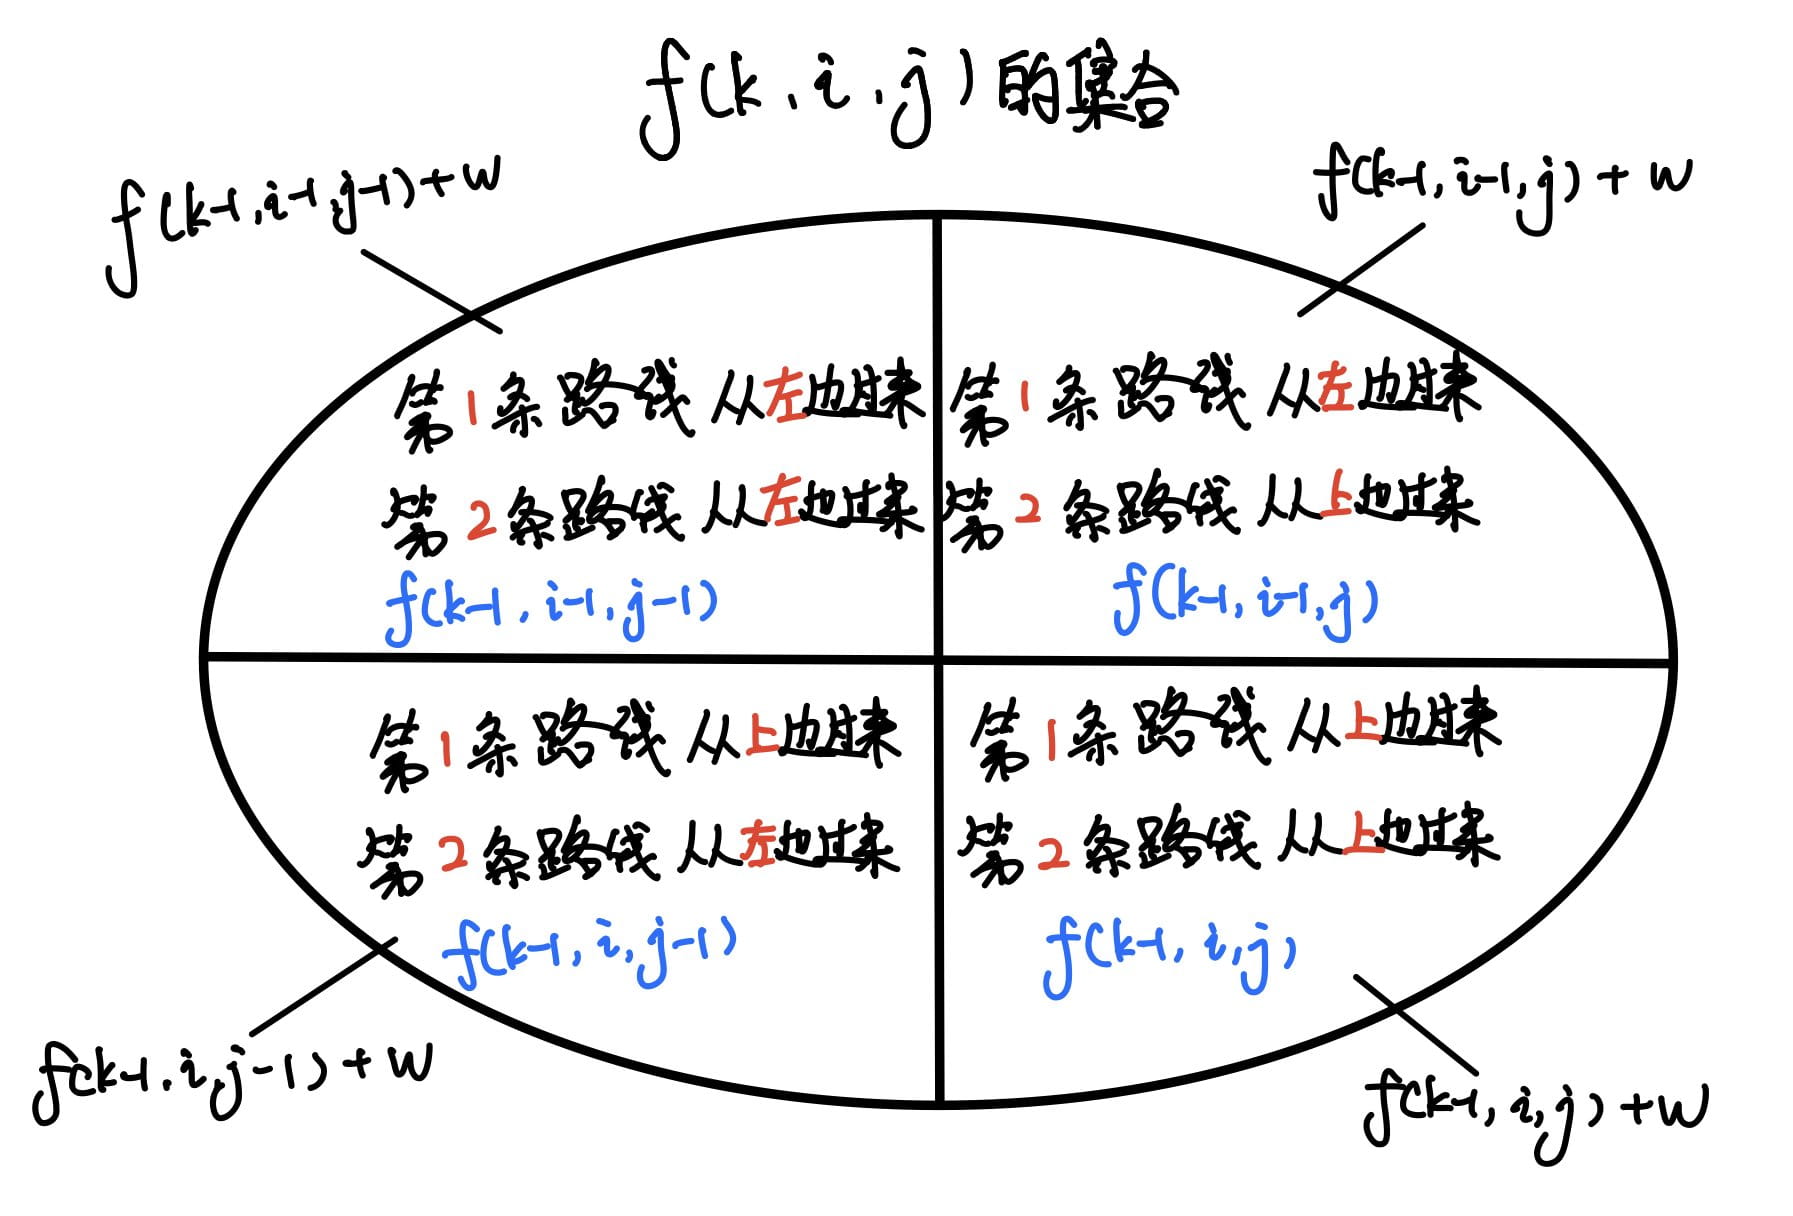 f(k,i,j)的集合
f(k-1,i-1,j-1)+w
f(k-1,i-1,j)+w
第1条路线从左边过来
第2条路线从左边过来
f(k-1,i-1,j-1)
第1条路线从左边过来
第2条路线从上边过来
f(k-1,i-1,j)
第1条路线从上边过来
第2条路线从左边过来
f(k-1,i,j-1)
第1条路线从上边过来
第2条路线从上边过来
f(k-1,i,j)
f(k-1,i,j-1)+w
f(k-1,i,j)+w